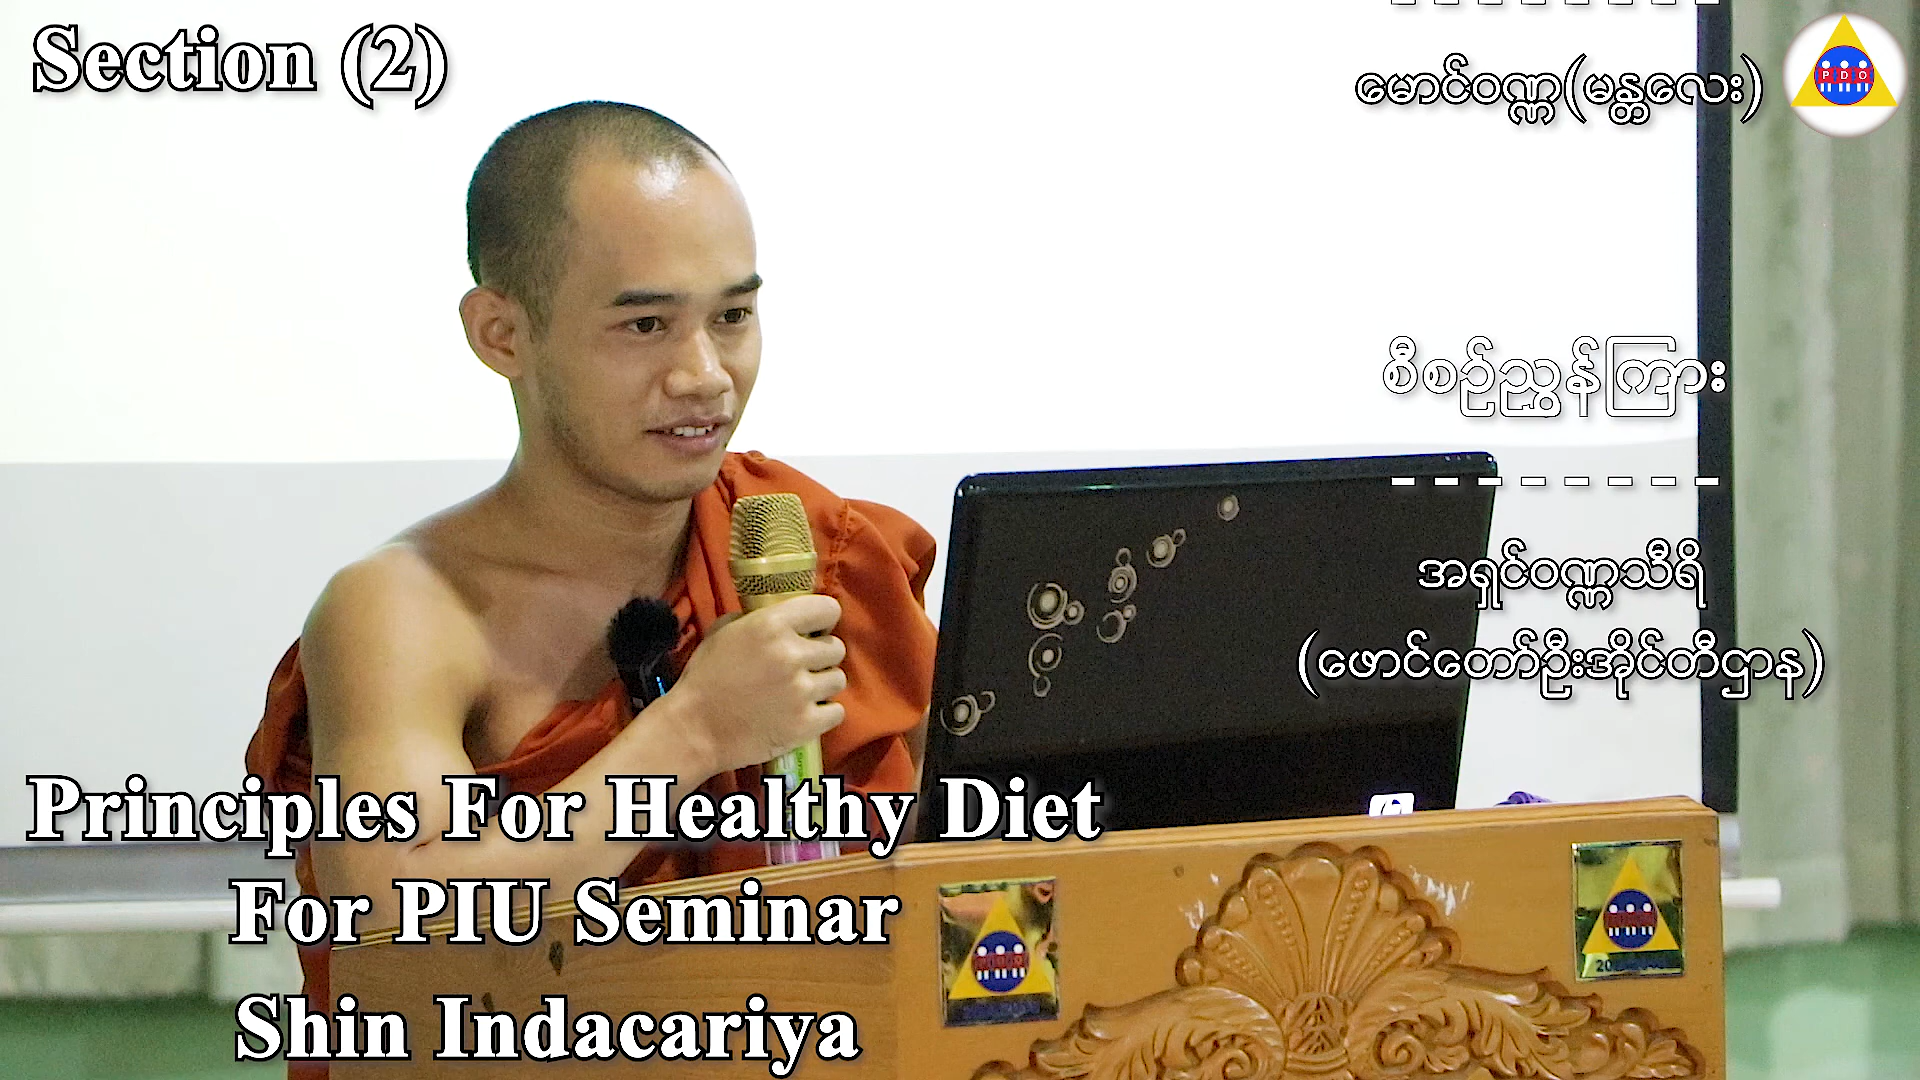 Section (2)
မောင်ဝဏ္ဏ(မန္တလေး)
PDO
စီစဉ်ညွှန်ကြား
အရှင်ဝဏ္ဏသီရိ
(ဖောင်တော်ဦးအိုင်တီဌာန)
Principles For Healthy Diet
For PIU Seminar
Shin Indacariya